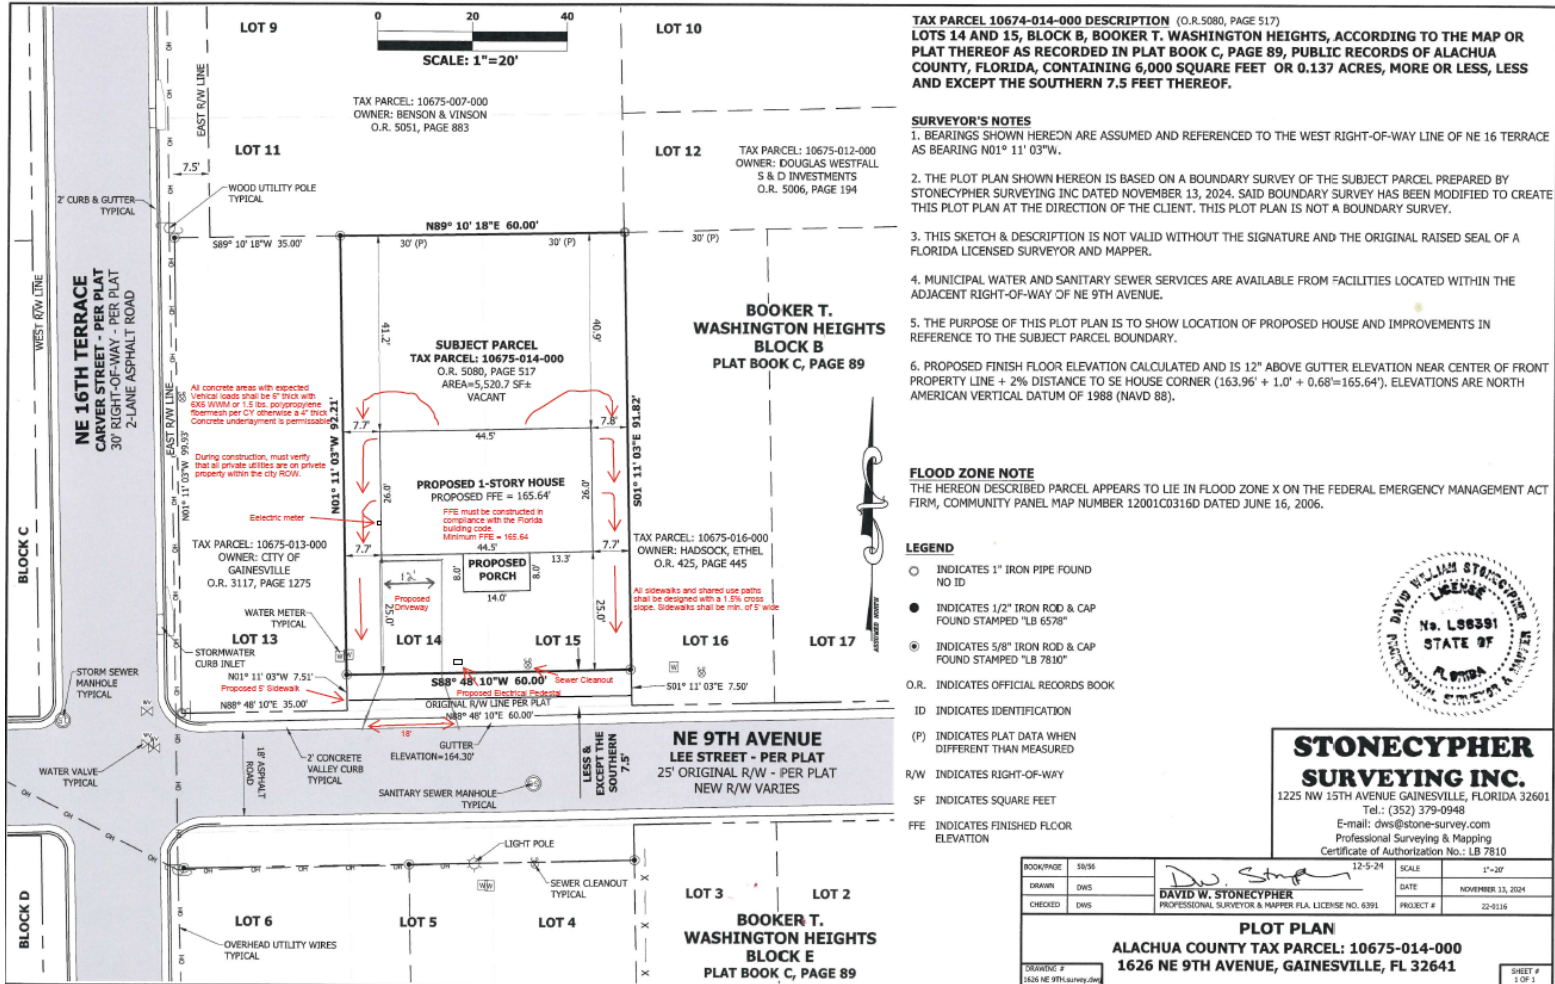 LOT 9
0 20 40
SCALE: 1"=20'
LOT 10
EAST R/W LINE
TAX PARCEL: 10675-007-000
OWNER: BENSON & VINSON
O.R. 5051, PAGE 883
LOT 11
7.5'
LOT 12
TAX PARCEL: 10675-012-000
OWNER: DOUGLAS WESTFALL
S & D INVESTMENTS
O.R. 5006, PAGE 194
WOOD UTILITY POLE
TYPICAL
2' CURB & GUTTER
TYPICAL
N89° 10' 18"E 60.00'
S89° 10' 18"W 35.00'
30' (P)
30' (P)
30' (P)
WEST R/W LINE
NE 16TH TERRACE
CARVER STREET - PER PLAT
30' RIGHT-OF-WAY - PER PLAT
2-LANE ASPHALT ROAD
EAST R/W LINE
N01° 11' 03"W 99.93'
41.2'
40.9'
BOOKER T.
WASHINGTON HEIGHTS
BLOCK B
PLAT BOOK C, PAGE 89
SUBJECT PARCEL
TAX PARCEL: 10675-014-000
O.R. 5080, PAGE 517
AREA=5,520.7 SF±
VACANT
All concrete areas with expected
Vehical loads shall be 6" thick with
6X6 WWM or 1.5 lbs. polypropylene
fibermesh per CY otherwise a 4" thick
Concrete underlayment is permissable
N01° 11' 03"W 92.21'
S01° 11' 03"E 91.82'
7.7'
44.5'
7.8'
During construction, must verify
that all private utilities are on private
property within the city ROW.
26.0'
26.0'
PROPOSED 1-STORY HOUSE
PROPOSED FFE = 165.64'
FFE must be constructed in
compliance with the Florida
building code.
Minimum FFE = 165.64
Eelectric meter
BLOCK C
TAX PARCEL: 10675-013-000
OWNER: CITY OF
GAINESVILLE
O.R. 3117, PAGE 1275
7.7'
44.5'
13.3'
7.7'
TAX PARCEL: 10675-016-000
OWNER: HADSOCK, ETHEL
O.R. 425, PAGE 445
PROPOSED
PORCH
8.0'
8.0'
14.0'
12'
Proposed
Driveway
25.0'
25.0'
All sidewalks and shared use paths
shall be designed with a 1.5% cross
slope. Sidewalks shall be min. of 5' wide
ASSUMED NORTH
WATER METER
TYPICAL
LOT 13
LOT 14
LOT 15
LOT 16
LOT 17
STORMWATER
CURB INLET
STORM SEWER
MANHOLE
TYPICAL
N01° 11' 03"W 7.51'
Proposed 5' Sidewalk
N88° 48' 10"E 35.00'
S88° 48' 10"W 60.00'
Sewer Cleanout
Proposed Electrical Pedestal
ORIGINAL R/W LINE PER PLAT
N88° 48' 10"E 60.00'
S01° 11' 03"E 7.50'
18'
GUTTER
ELEVATION=164.30'
2' CONCRETE
VALLEY CURB
TYPICAL
18' ASPHALT
ROAD
WATER VALVE
TYPICAL
SANITARY SEWER MANHOLE
TYPICAL
LESS &
EXCEPT THE
SOUTHERN
7.5'
NE 9TH AVENUE
LEE STREET - PER PLAT
25' ORIGINAL R/W - PER PLAT
NEW R/W VARIES
LIGHT POLE
SEWER CLEANOUT
TYPICAL
BLOCK D
LOT 6
LOT 5
LOT 4
LOT 3
LOT 2
OVERHEAD UTILITY WIRES
TYPICAL
BOOKER T.
WASHINGTON HEIGHTS
BLOCK E
PLAT BOOK C, PAGE 89
TAX PARCEL 10674-014-000 DESCRIPTION (O.R.5080, PAGE 517)
LOTS 14 AND 15, BLOCK B, BOOKER T. WASHINGTON HEIGHTS, ACCORDING TO THE MAP OR
PLAT THEREOF AS RECORDED IN PLAT BOOK C, PAGE 89, PUBLIC RECORDS OF ALACHUA
COUNTY, FLORIDA, CONTAINING 6,000 SQUARE FEET OR 0.137 ACRES, MORE OR LESS, LESS
AND EXCEPT THE SOUTHERN 7.5 FEET THEREOF.
SURVEYOR'S NOTES
1. BEARINGS SHOWN HEREON ARE ASSUMED AND REFERENCED TO THE WEST RIGHT-OF-WAY LINE OF NE 16 TERRACE
AS BEARING N01° 11' 03"W.
2. THE PLOT PLAN SHOWN HEREON IS BASED ON A BOUNDARY SURVEY OF THE SUBJECT PARCEL PREPARED BY
STONECYPHER SURVEYING INC DATED NOVEMBER 13, 2024. SAID BOUNDARY SURVEY HAS BEEN MODIFIED TO CREATE
THIS PLOT PLAN AT THE DIRECTION OF THE CLIENT. THIS PLOT PLAN IS NOT A BOUNDARY SURVEY.
3. THIS SKETCH & DESCRIPTION IS NOT VALID WITHOUT THE SIGNATURE AND THE ORIGINAL RAISED SEAL OF A
FLORIDA LICENSED SURVEYOR AND MAPPER.
4. MUNICIPAL WATER AND SANITARY SEWER SERVICES ARE AVAILABLE FROM FACILITIES LOCATED WITHIN THE
ADJACENT RIGHT-OF-WAY OF NE 9TH AVENUE.
5. THE PURPOSE OF THIS PLOT PLAN IS TO SHOW LOCATION OF PROPOSED HOUSE AND IMPROVEMENTS IN
REFERENCE TO THE SUBJECT PARCEL BOUNDARY.
6. PROPOSED FINISH FLOOR ELEVATION CALCULATED AND IS 12" ABOVE GUTTER ELEVATION NEAR CENTER OF FRONT
PROPERTY LINE + 2% DISTANCE TO SE HOUSE CORNER (163.96' + 1.0' + 0.68'=165.64'). ELEVATIONS ARE NORTH
AMERICAN VERTICAL DATUM OF 1988 (NAVD 88).
FLOOD ZONE NOTE
THE HEREON DESCRIBED PARCEL APPEARS TO LIE IN FLOOD ZONE X ON THE FEDERAL EMERGENCY MANAGEMENT ACT
FIRM, COMMUNITY PANEL MAP NUMBER 12001C0316D DATED JUNE 16, 2006.
LEGEND
INDICATES 1" IRON PIPE FOUND
NO ID
INDICATES 1/2" IRON ROD & CAP
FOUND STAMPED "LB 6578"
INDICATES 5/8" IRON ROD & CAP
FOUND STAMPED "LB 7810"
O.R. INDICATES OFFICIAL RECORDS BOOK
ID INDICATES IDENTIFICATION
(P) INDICATES PLAT DATA WHEN
DIFFERENT THAN MEASURED
R/W INDICATES RIGHT-OF-WAY
SF INDICATES SQUARE FEET
FFE INDICATES FINISHED FLOOR
ELEVATION
DAVID WILLIAM STONECYPHER
LICENSE
No. LS6391
STATE OF
FLORIDA
PROFESSIONAL SURVEYOR & MAPPER
STONECYPHER
SURVEYING INC.
1225 NW 15TH AVENUE GAINESVILLE, FLORIDA 32601
Tel.: (352) 379-0948
E-mail: dws@stone-survey.com
Professional Surveying & Mapping
Certificate of Authorization No.: LB 7810
BOOK/PAGE 50/56
DRAWN DWS
CHECKED DWS
12-5-24
DAVID W. STONECYPHER
PROFESSIONAL SURVEYOR & MAPPER FLA. LICENSE NO. 6391
SCALE 1"=20'
DATE NOVEMBER 13, 2024
PROJECT # 22-0116
PLOT PLAN
ALACHUA COUNTY TAX PARCEL: 10675-014-000
1626 NE 9TH AVENUE, GAINESVILLE, FL 32641
DRAWING #
1626 NE 9TH.survey.dwg
SHEET #
1 OF 1